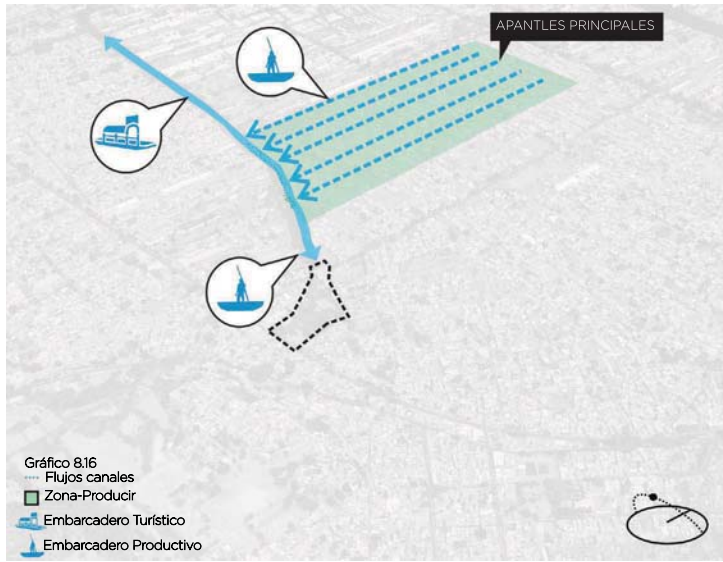 APANTLES PRINCIPALES
Gráfico 8.16
Flujos canales
Zona-Producir
Embarcadero Turístico
Embarcadero Productivo